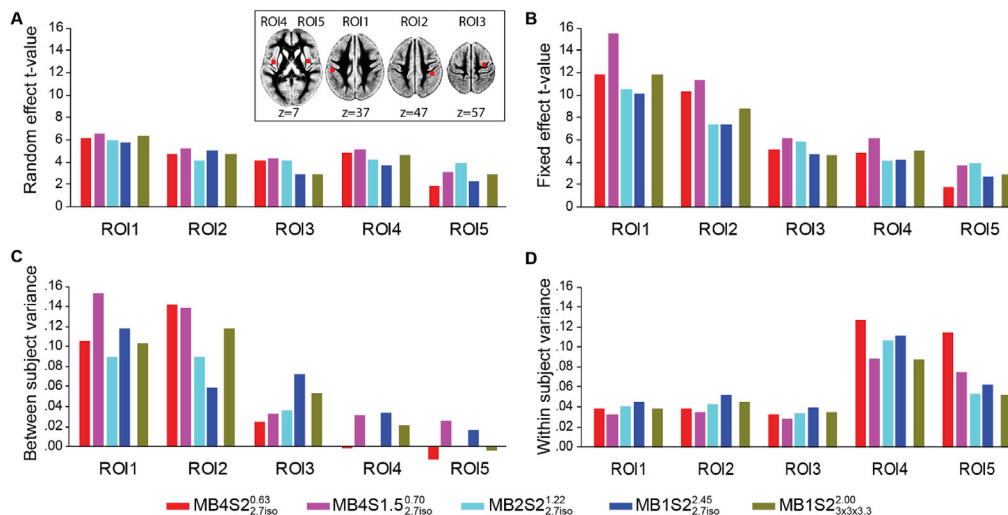 A
Random effect t-value
16
14
12
10
8
6
4
2
0
ROI4 ROI5 ROI1 ROI2 ROI3
z=7 z=37 z=47 z=57
ROI1 ROI2 ROI3 ROI4 ROI5
B
Fixed effect t-value
16
14
12
10
8
6
4
2
0
ROI1 ROI2 ROI3 ROI4 ROI5
C
Between subject variance
.16
.14
.12
.10
.08
.06
.04
.02
.00
ROI1 ROI2 ROI3 ROI4 ROI5
D
Within subject variance
.16
.14
.12
.10
.08
.06
.04
.02
.00
ROI1 ROI2 ROI3 ROI4 ROI5
MB4S2 0.63 2.7iso MB4S1.5 0.70 2.7iso MB2S2 1.22 2.7iso MB1S2 2.45 2.7iso MB1S2 2.00 3x3x3.3